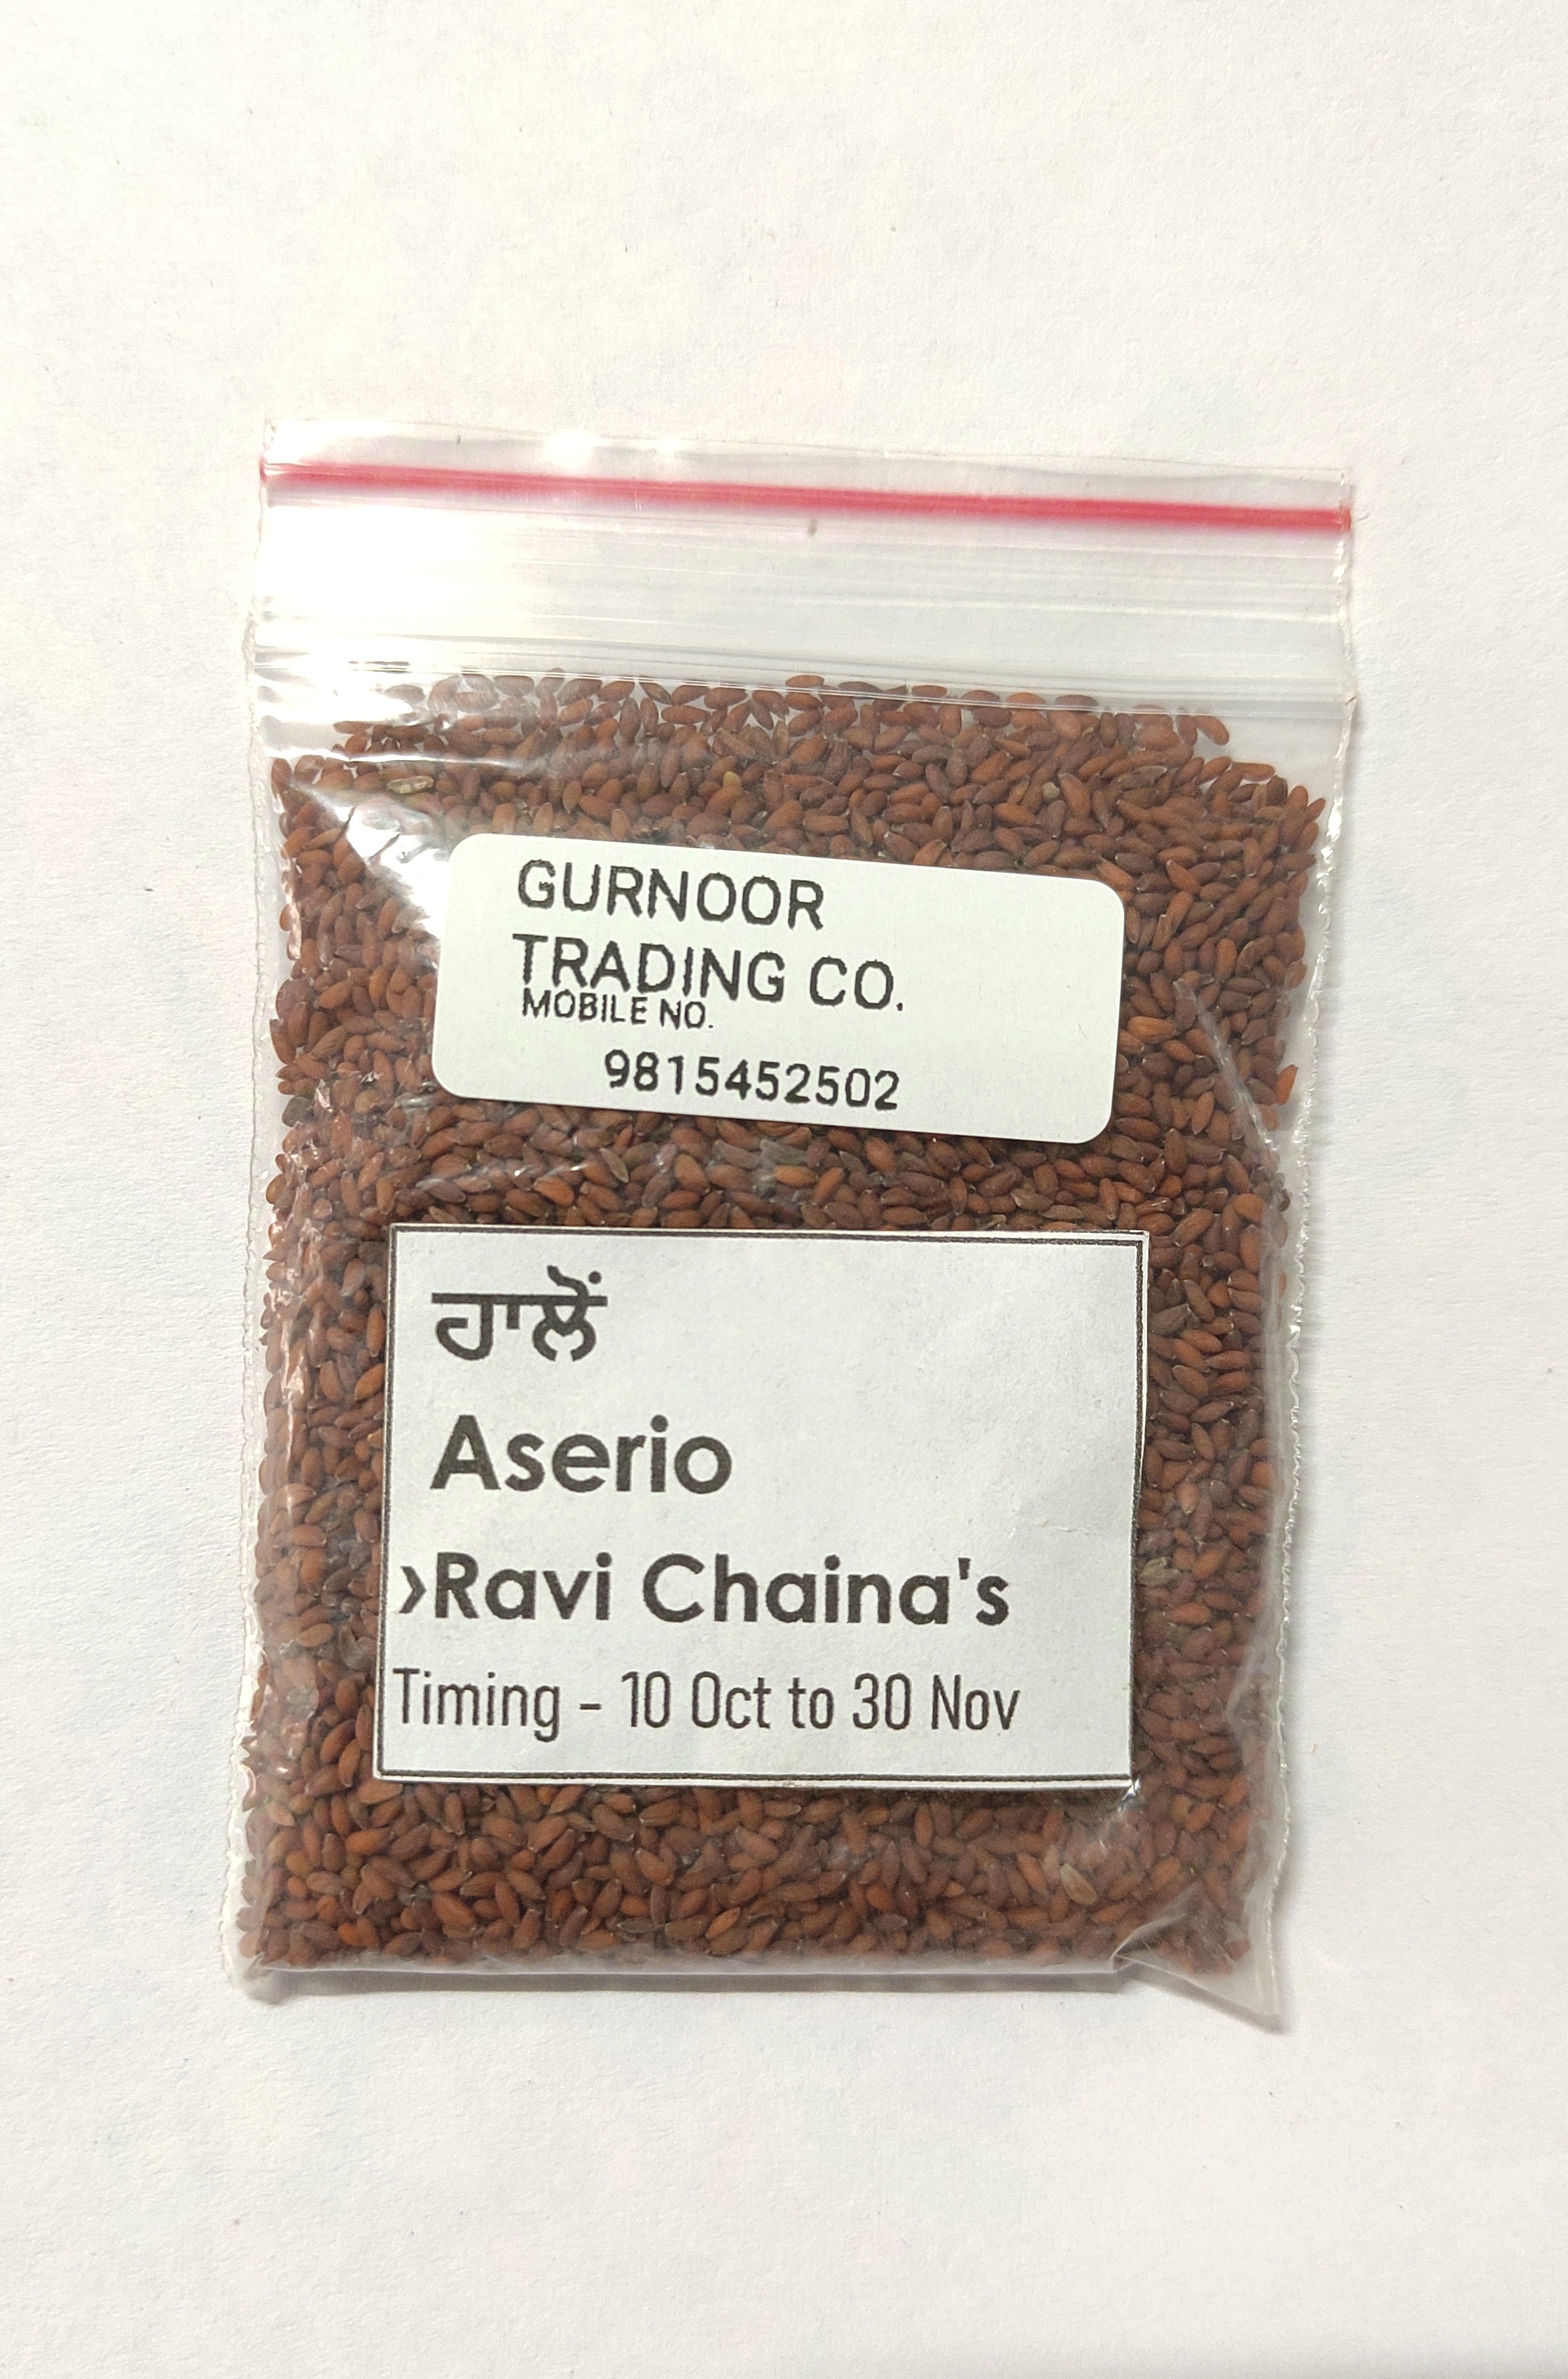 GURNOOR
TRADING CO.
MOBILE NO.
9815452502
ਹਾਲੋਂ
Aserio
›Ravi Chaina's
Timing - 10 Oct to 30 Nov